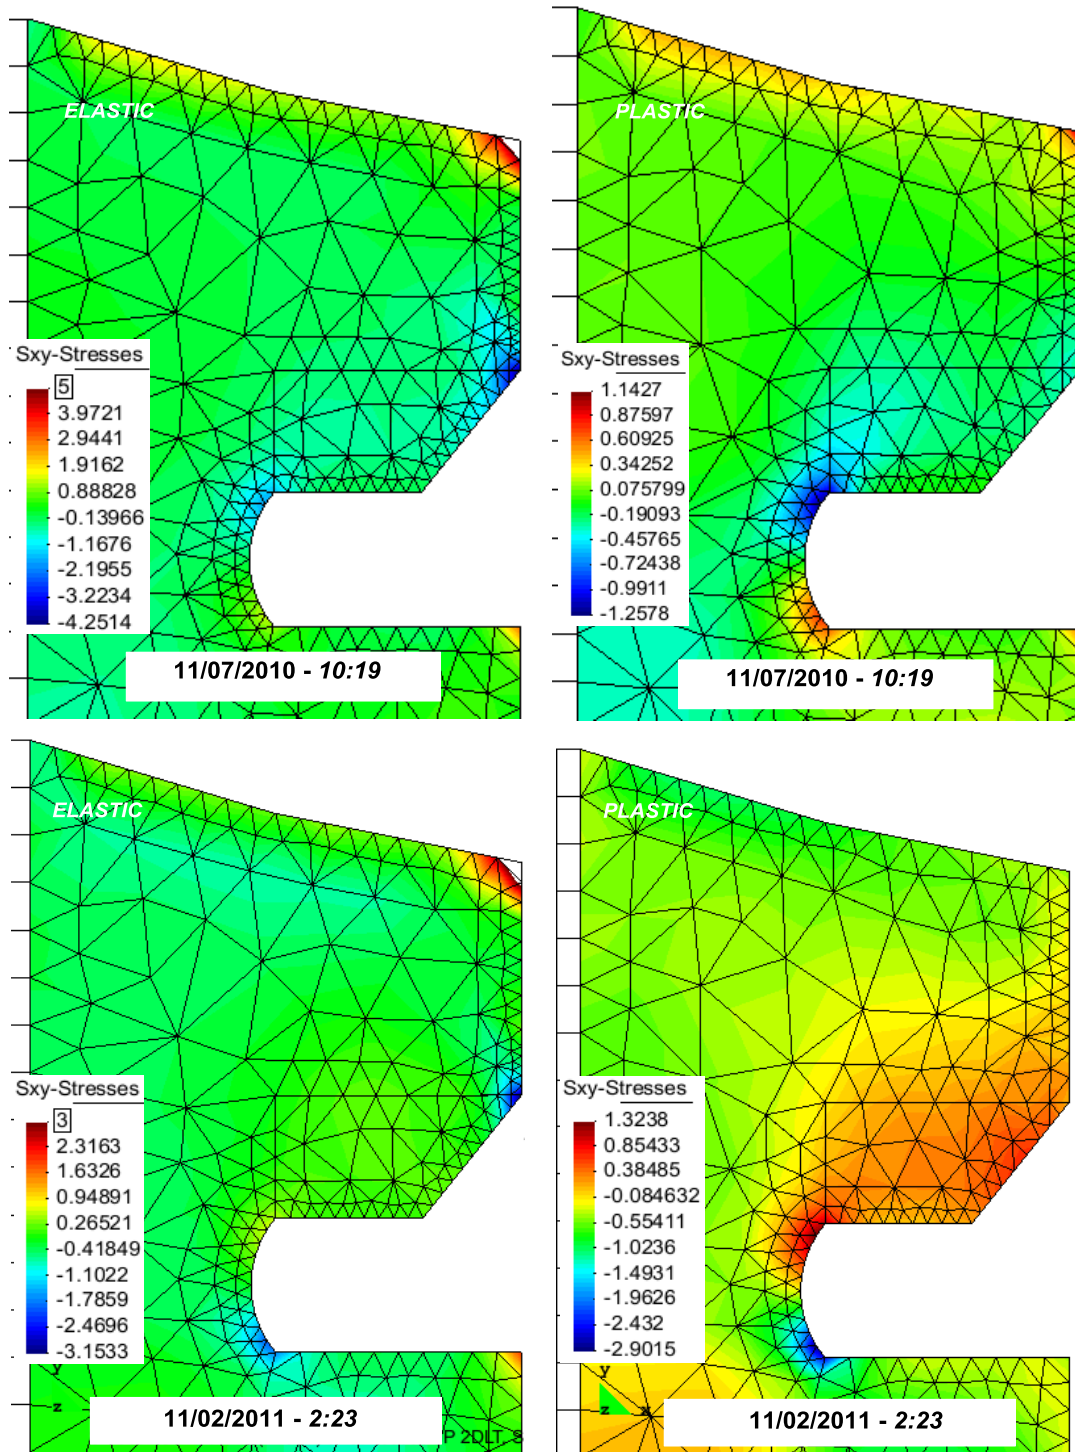 ELASTIC
Sxy-Stresses
5
3.9721
2.9441
1.9162
0.88828
-0.13966
-1.1676
-2.1955
-3.2234
-4.2514
11/07/2010 - 10:19
PLASTIC
Sxy-Stresses
1.1427
0.87597
0.60925
0.34252
0.075799
-0.19093
-0.45765
-0.72438
-0.9911
-1.2578
11/07/2010 - 10:19
ELASTIC
Sxy-Stresses
3
2.3163
1.6326
0.94891
0.26521
-0.41849
-1.1022
-1.7859
-2.4696
-3.1533
y
z
11/02/2011 - 2:23
P 2DLT, S
PLASTIC
Sxy-Stresses
1.3238
0.85433
0.38485
-0.084632
-0.55411
-1.0236
-1.4931
-1.9626
-2.432
-2.9015
y
z x
11/02/2011 - 2:23